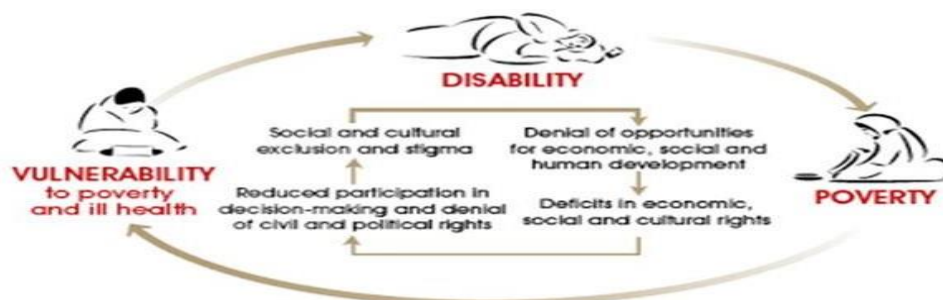 DISABILITY
Social and cultural
exclusion and stigma
Denial of opportunities
for economic, social and
human development
VULNERABILITY
to poverty
and ill health
Reduced participation in
decision-making and denial
of civil and political rights
Deficits in economic,
social and cultural rights
POVERTY